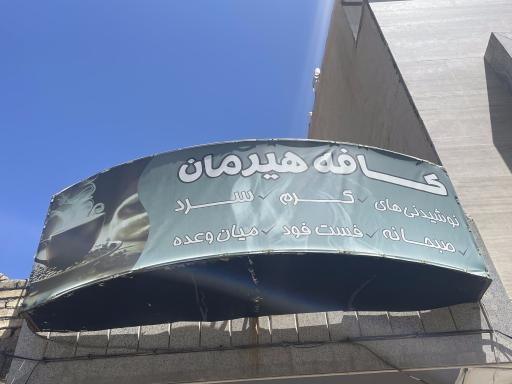 کافه هیرمان
نوشیدنی های ✓ گرم ✓ سرد
✓ صبحانه ✓ فست فود ✓ میان وعده